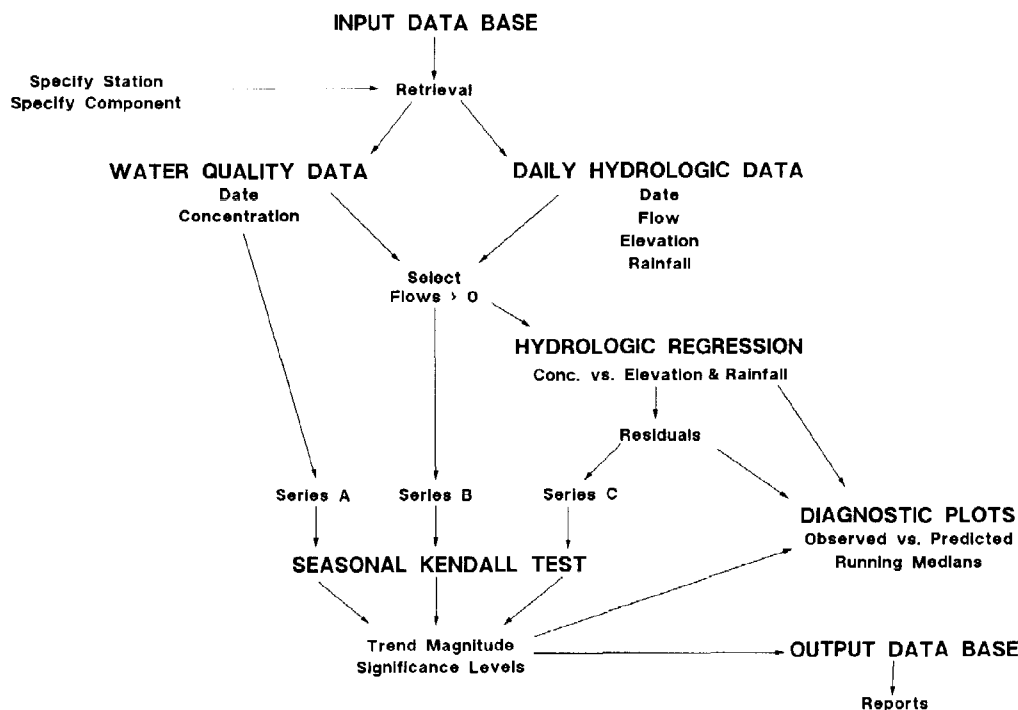 INPUT DATA BASE
Specify Station
Specify Component
Retrieval
WATER QUALITY DATA
Date
Concentration
DAILY HYDROLOGIC DATA
Date
Flow
Elevation
Rainfall
Select
Flows > 0
HYDROLOGIC REGRESSION
Conc. vs. Elevation & Rainfall
Residuals
Series A
Series B
Series C
DIAGNOSTIC PLOTS
Observed vs. Predicted
Running Medians
SEASONAL KENDALL TEST
Trend Magnitude
Significance Levels
OUTPUT DATA BASE
Reports